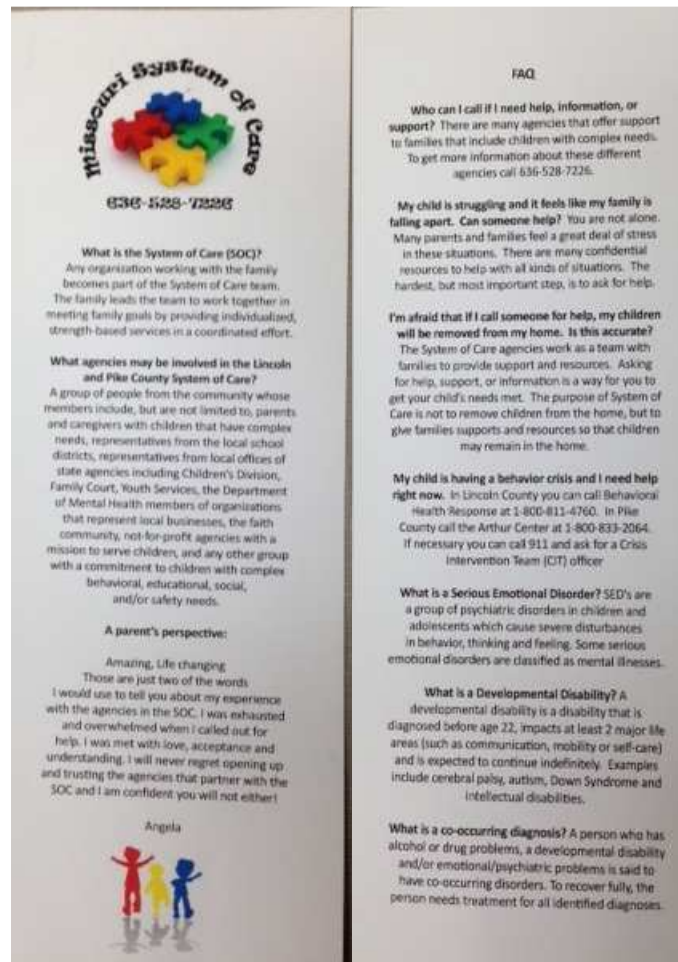 Missouri System of Care
636-528-7226
What is the System of Care (SOC)?
Any organization working with the family
becomes part of the System of Care team.
The family leads the team to work together in
meeting family goals by providing individualized,
strength-based services in a coordinated effort.
What agencies may be involved in the Lincoln
and Pike County System of Care?
A group of people from the community whose
members include, but are not limited to, parents
and caregivers with children that have complex
needs, representatives from the local school
districts, representatives from local offices of
state agencies including Children's Division,
Family Court, Youth Services, the Department
of Mental Health members of organizations
that represent local businesses, the faith
community, not-for-profit agencies with a
mission to serve children, and any other group
with a commitment to children with complex
behavioral, educational, social,
and/or safety needs.
A parent's perspective:
Amazing, Life changing
Those are just two of the words
I would use to tell you about my experience
with the agencies in the SOC. I was exhausted
and overwhelmed when I called out for
help. I was met with love, acceptance and
understanding. I will never regret opening up
and trusting the agencies that partner with the
SOC and I am confident you will not either!
Angela
FAQ
Who can I call if I need help, information, or
support? There are many agencies that offer support
to families that include children with complex needs.
To get more information about these different
agencies call 636-528-7226.
My child is struggling and it feels like my family is
falling apart. Can someone help? You are not alone.
Many parents and families feel a great deal of stress
in these situations. There are many confidential
resources to help with all kinds of situations. The
hardest, but most important step, is to ask for help.
I'm afraid that if I call someone for help, my children
will be removed from my home. Is this accurate?
The System of Care agencies work as a team with
families to provide support and resources. Asking
for help, support, or information is a way for you to
get your child's needs met. The purpose of System of
Care is not to remove children from the home, but to
give families supports and resources so that children
may remain in the home.
My child is having a behavior crisis and I need help
right now. In Lincoln County you can call Behavioral
Health Response at 1-800-811-4760. In Pike
County call the Arthur Center at 1-800-833-2064.
If necessary you can call 911 and ask for a Crisis
Intervention Team (CIT) officer
What is a Serious Emotional Disorder? SED's are
a group of psychiatric disorders in children and
adolescents which cause severe disturbances
in behavior, thinking and feeling. Some serious
emotional disorders are classified as mental illnesses.
What is a Developmental Disability? A
developmental disability is a disability that is
diagnosed before age 22, impacts at least 2 major life
areas (such as communication, mobility or self-care)
and is expected to continue indefinitely. Examples
include cerebral palsy, autism, Down Syndrome and
intellectual disabilities.
What is a co-occurring diagnosis? A person who has
alcohol or drug problems, a developmental disability
and/or emotional/psychiatric problems is said to
have co-occurring disorders. To recover fully, the
person needs treatment for all identified diagnoses.